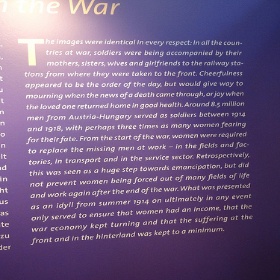 the War
The images were identical in every respect: In all the coun-
tries at war, soldiers were being accompanied by their
mothers, sisters, wives and girlfriends to the railway sta-
tions from where they were taken to the front. Cheerfulness
appeared to be the order of the day, but would give way to
mourning when the news of a death came through, or joy when
the loved one returned home in good health. Around 8.5 million
men from Austria-Hungary served as soldiers between 1914
and 1918, with perhaps three times as many women fearing
for their fate. From the start of the war, women were required
to replace the missing men at work – in the fields and fac-
tories, in transport and in the service sector. Retrospectively,
this was seen as a huge step towards emancipation, but did
not prevent women being forced out of many fields of life
and work again after the end of the war. What was presented
as an idyll from summer 1914 on ultimately in any event
only served to ensure that women had an income, that the
war economy kept turning and that the suffering at the
front and in the hinterland was kept to a minimum.